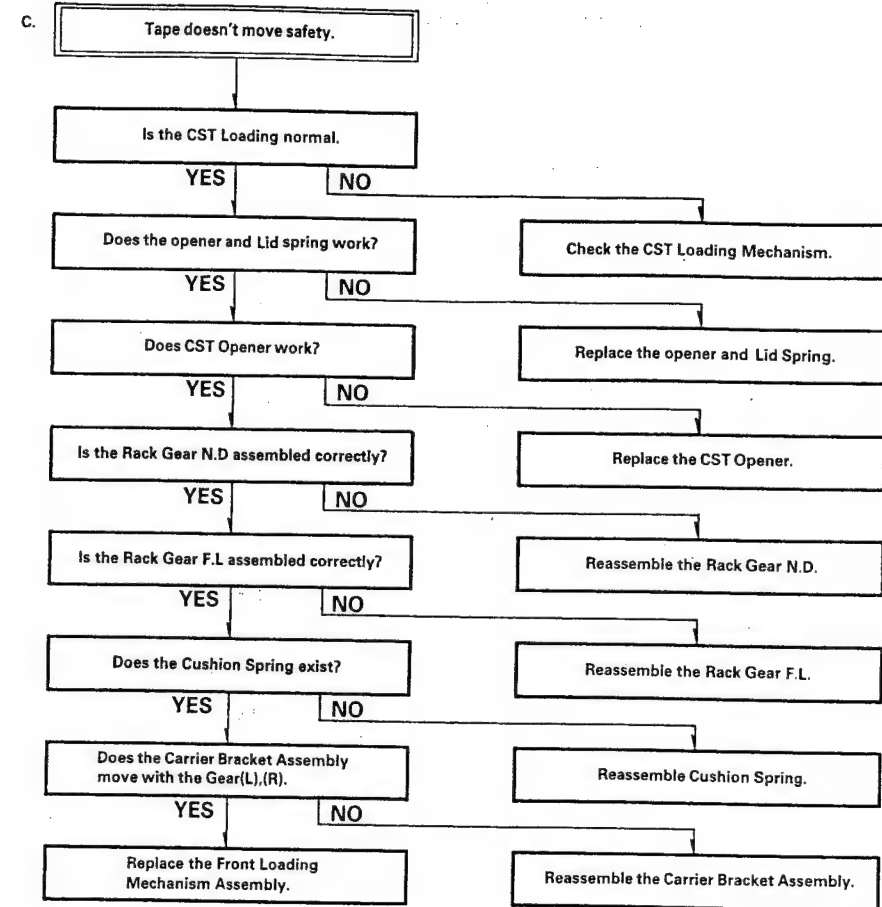 C.
Tape doesn't move safety.
Is the CST Loading normal.
YES
NO
Does the opener and Lid spring work?
Check the CST Loading Mechanism.
YES
NO
Does CST Opener work?
Replace the opener and Lid Spring.
YES
NO
Is the Rack Gear N.D assembled correctly?
Replace the CST Opener.
YES
NO
Is the Rack Gear F.L assembled correctly?
Reassemble the Rack Gear N.D.
YES
NO
Does the Cushion Spring exist?
Reassemble the Rack Gear F.L.
YES
NO
Does the Carrier Bracket Assembly
move with the Gear(L),(R).
Reassemble Cushion Spring.
YES
NO
Replace the Front Loading
Mechanism Assembly.
Reassemble the Carrier Bracket Assembly.